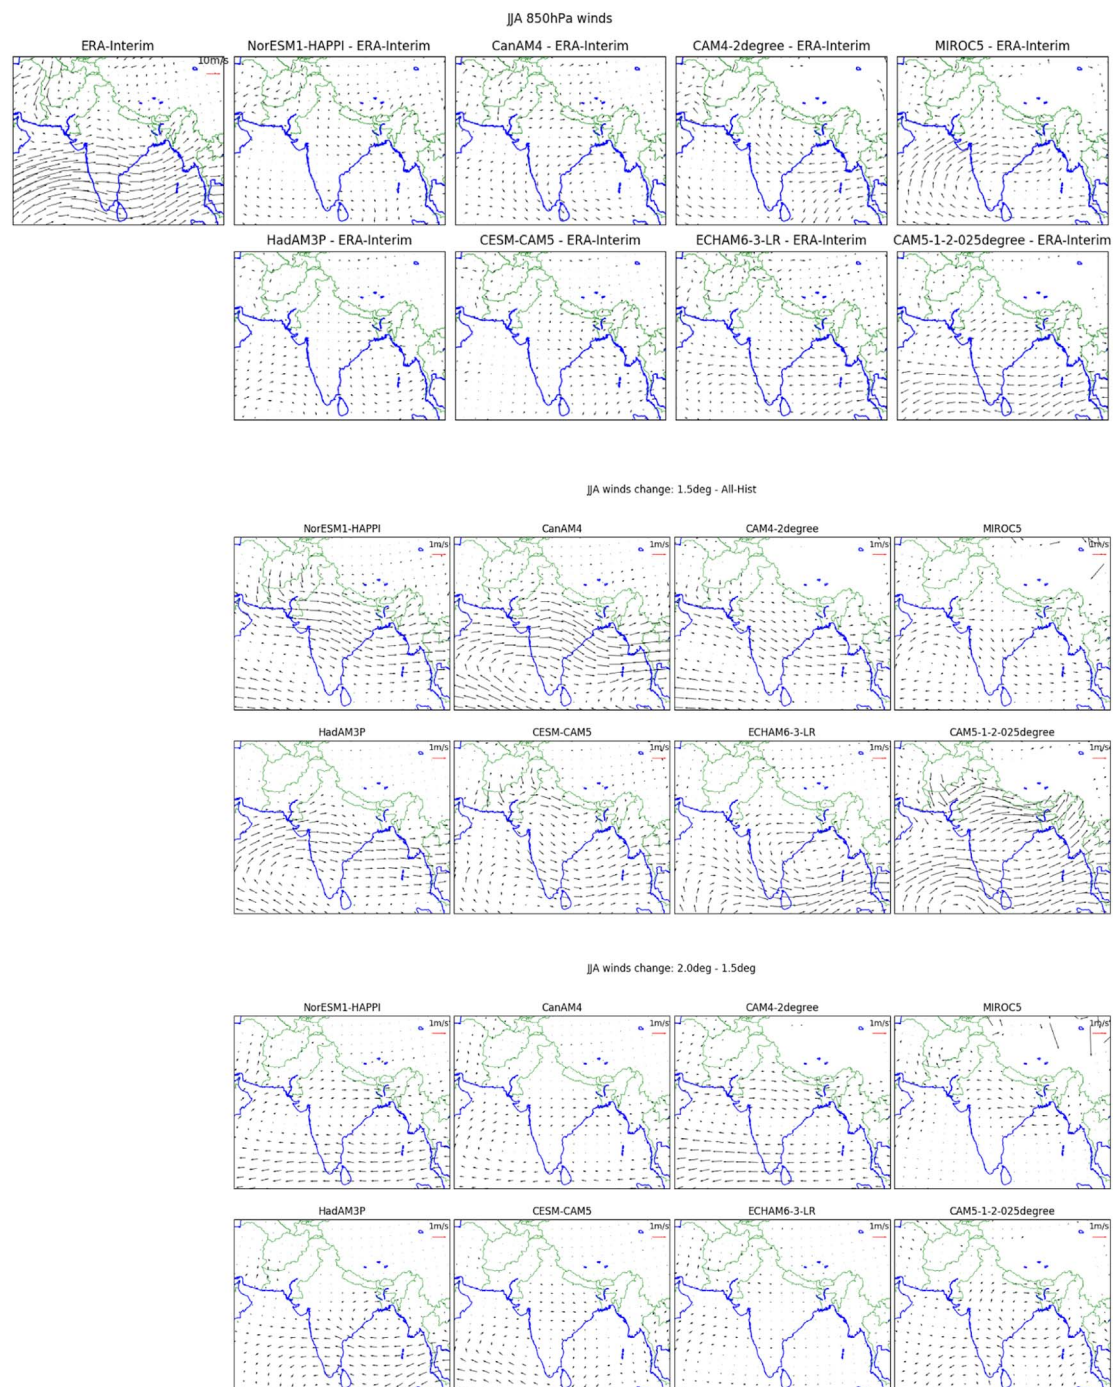 JJA 850hPa winds
ERA-Interim
NorESM1-HAPPI - ERA-Interim
CanAM4 - ERA-Interim
CAM4-2degree - ERA-Interim
MIROC5 - ERA-Interim
10m/s
HadAM3P - ERA-Interim
CESM-CAM5 - ERA-Interim
ECHAM6-3-LR - ERA-Interim
CAM5-1-2-025degree - ERA-Interim
JJA winds change: 1.5deg - All-Hist
NorESM1-HAPPI
CanAM4
CAM4-2degree
MIROC5
1m/s
1m/s
1m/s
1m/s
HadAM3P
CESM-CAM5
ECHAM6-3-LR
CAM5-1-2-025degree
1m/s
1m/s
1m/s
1m/s
JJA winds change: 2.0deg - 1.5deg
NorESM1-HAPPI
CanAM4
CAM4-2degree
MIROC5
1m/s
1m/s
1m/s
1m/s
HadAM3P
CESM-CAM5
ECHAM6-3-LR
CAM5-1-2-025degree
1m/s
1m/s
1m/s
1m/s